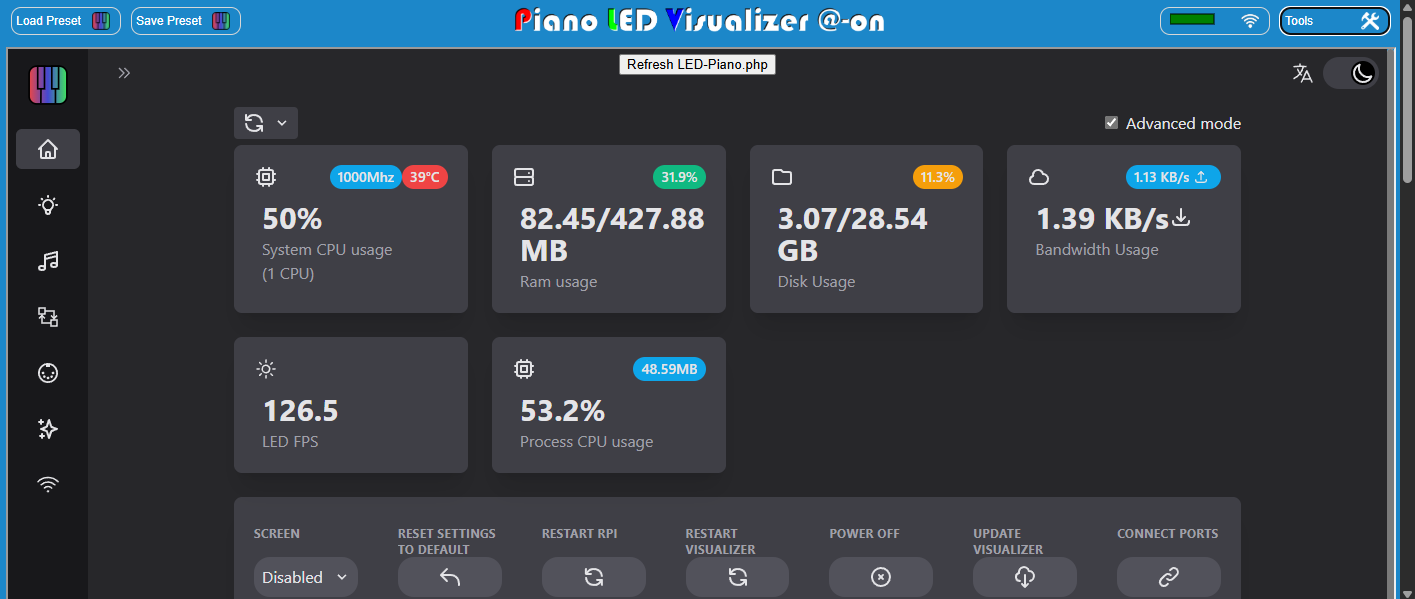 Load Preset
Save Preset
Piano LED Visualizer @-on
Tools
Refresh LED-Piano.php
Advanced mode
1000Mhz 39°C
50%
System CPU usage
(1 CPU)
31.9%
82.45/427.88
MB
Ram usage
11.3%
3.07/28.54
GB
Disk Usage
1.13 KB/s
1.39 KB/s
Bandwidth Usage
126.5
LED FPS
48.59MB
53.2%
Process CPU usage
SCREEN
Disabled
RESET SETTINGS
TO DEFAULT
RESTART RPI
RESTART
VISUALIZER
POWER OFF
UPDATE
VISUALIZER
CONNECT PORTS